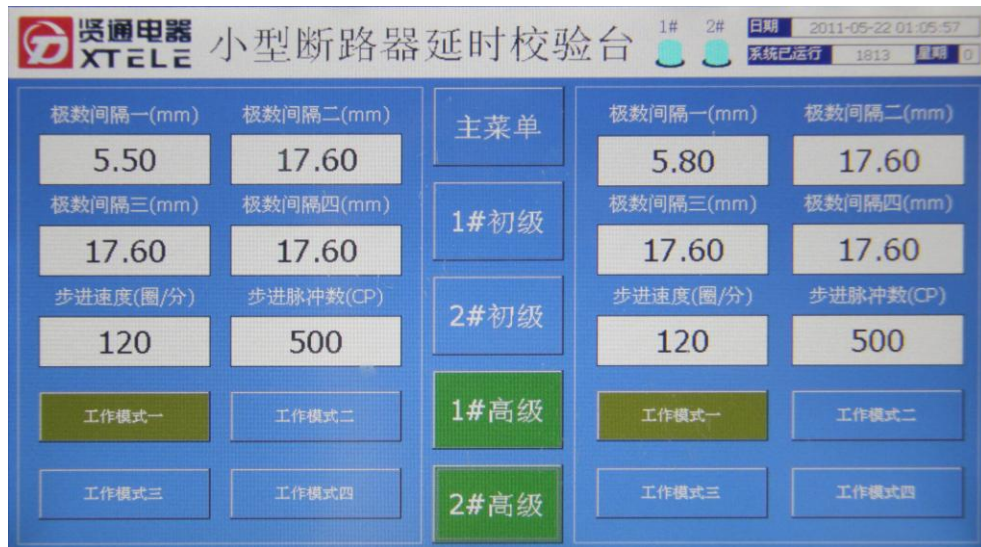 贤通电器
XTELE
小型断路器延时校验台
1# 2#
日期 2011-05-22 01:05:57
系统已运行 1813 星期 0
极数间隔一(mm) 极数间隔二(mm)
5.50 17.60
极数间隔三(mm) 极数间隔四(mm)
17.60 17.60
步进速度(圈/分) 步进脉冲数(CP)
120 500
工作模式一 工作模式二
工作模式三 工作模式四
主菜单
1#初级
2#初级
1#高级
2#高级
极数间隔一(mm) 极数间隔二(mm)
5.80 17.60
极数间隔三(mm) 极数间隔四(mm)
17.60 17.60
步进速度(圈/分) 步进脉冲数(CP)
120 500
工作模式一 工作模式二
工作模式三 工作模式四